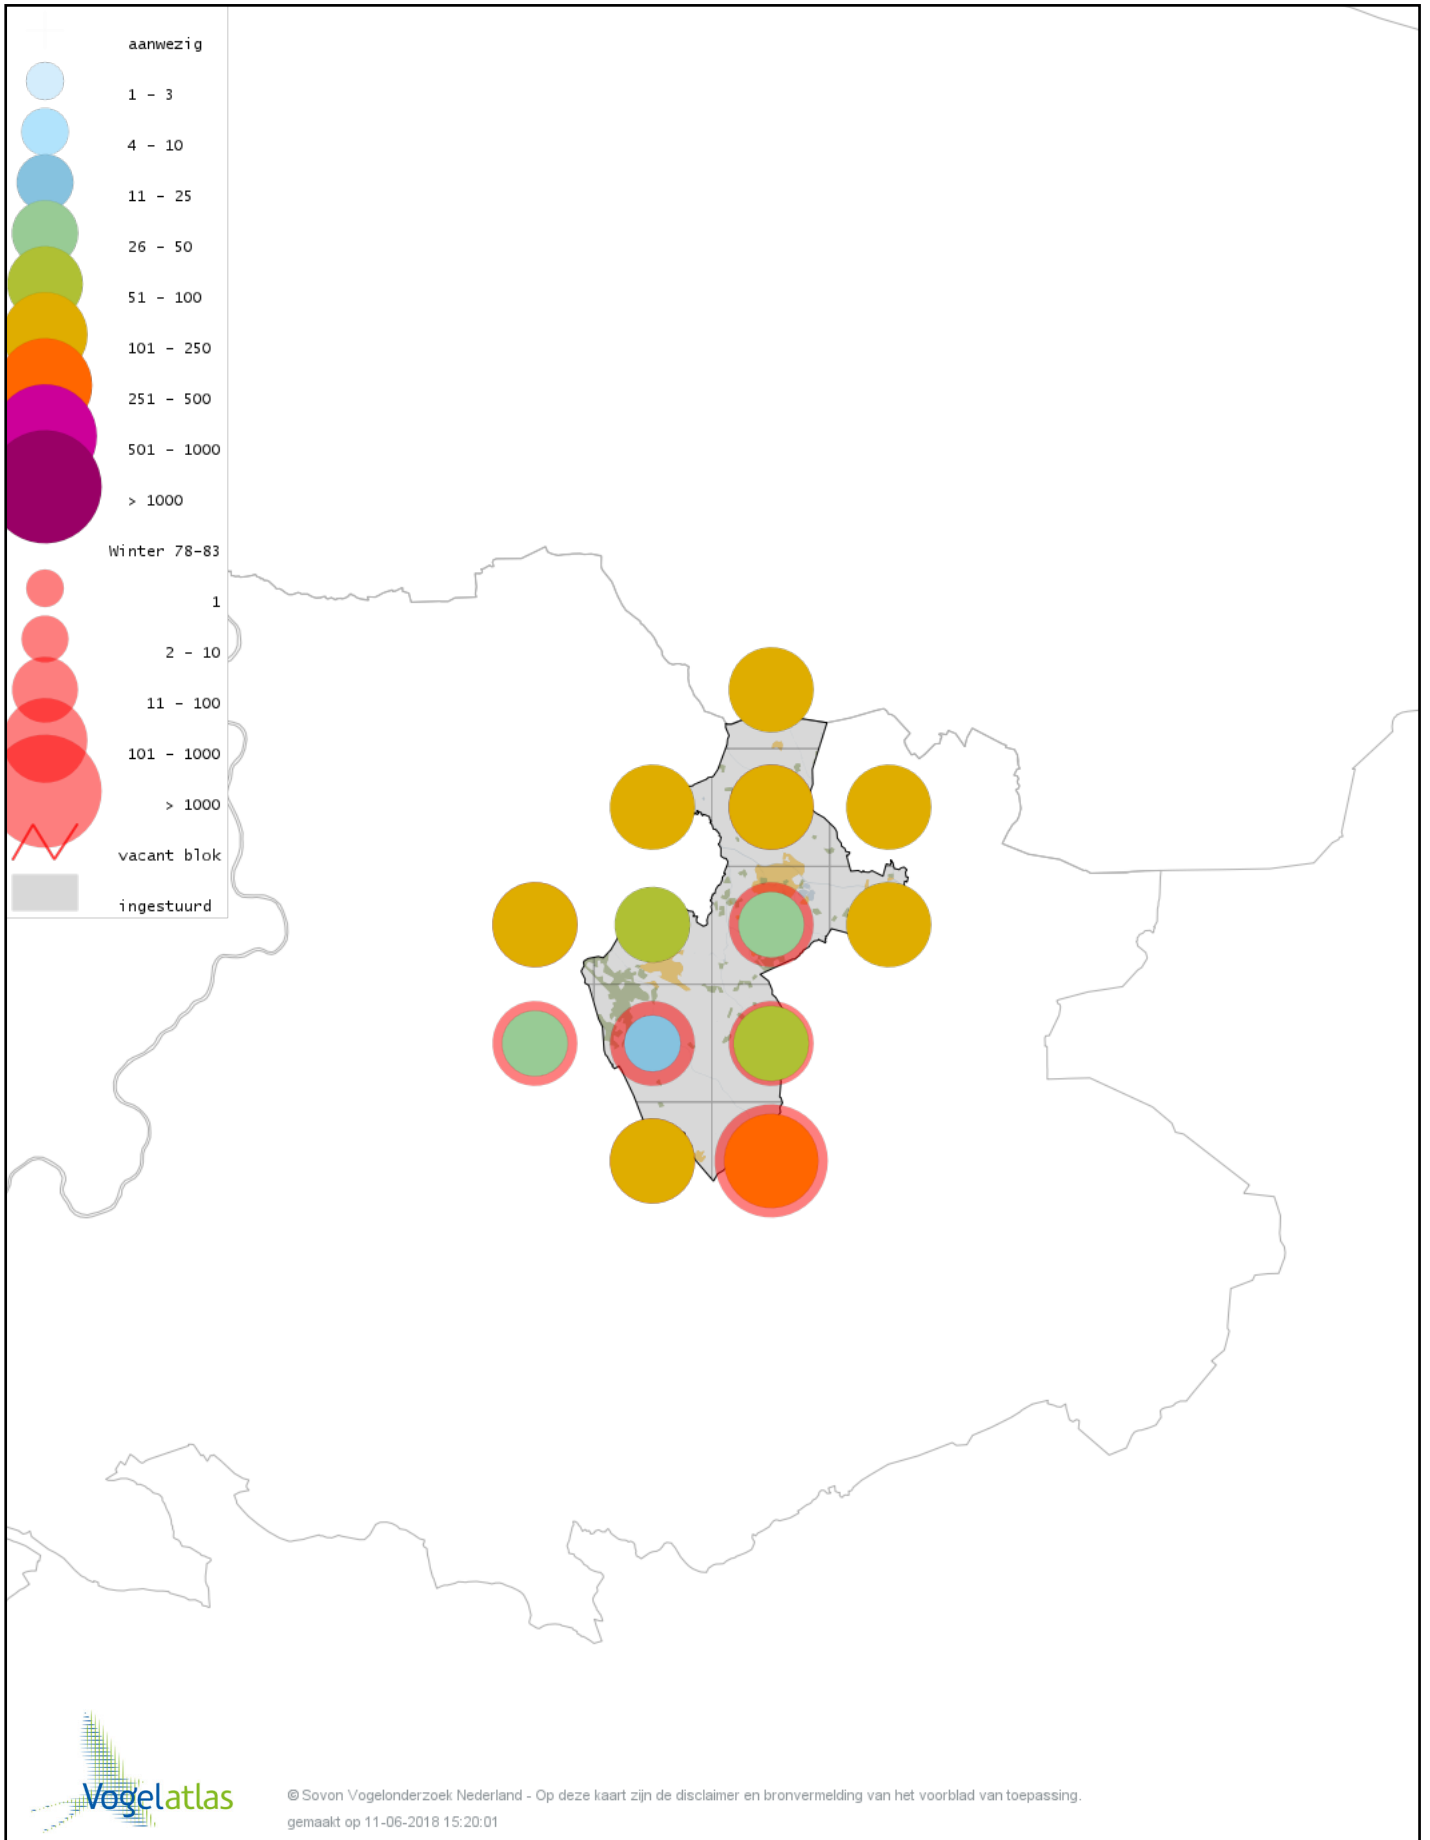 aanwezig
1 – 3
4 – 10
11 – 25
26 – 50
51 – 100
101 – 250
251 – 500
501 – 1000
> 1000
Winter 78–83
1
2 – 10
11 – 100
101 – 1000
> 1000
vacant blok
ingestuurd
Vogelatlas
© Sovon Vogelonderzoek Nederland - Op deze kaart zijn de disclaimer en bronvermelding van het voorblad van toepassing.
gemaakt op 11-06-2018 15:20:01